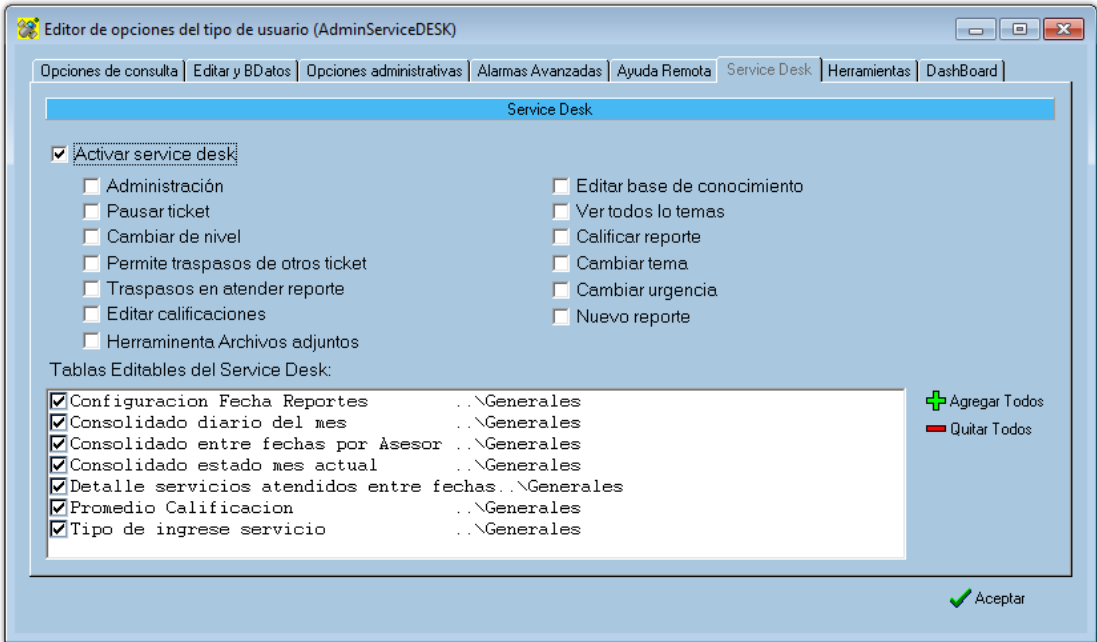 Editor de opciones del tipo de usuario (AdminServiceDESK)
Opciones de consulta Editar y BDatos Opciones administrativas Alarmas Avanzadas Ayuda Remota Service Desk Herramientas DashBoard
Service Desk
Activar service desk
Administración Editar base de conocimiento
Pausar ticket Ver todos lo temas
Cambiar de nivel Calificar reporte
Permite traspasos de otros ticket Cambiar tema
Traspasos en atender reporte Cambiar urgencia
Editar calificaciones Nuevo reporte
Herraminenta Archivos adjuntos
Tablas Editables del Service Desk:
Configuracion Fecha Reportes ..\Generales Agregar Todos
Consolidado diario del mes ..\Generales
Consolidado entre fechas por Asesor ..\Generales Quitar Todos
Consolidado estado mes actual ..\Generales
Detalle servicios atendidos entre fechas..\Generales
Promedio Calificacion ..\Generales
Tipo de ingrese servicio ..\Generales
Aceptar